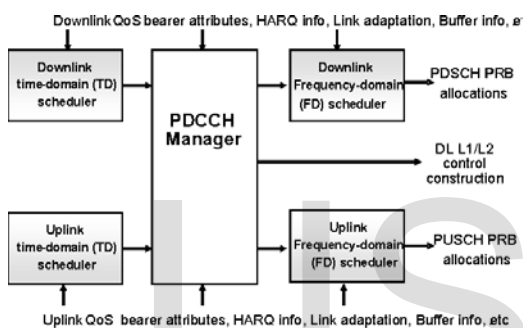 Downlink QoS bearer attributes, HARQ info, Link adaptation, Buffer info, et
Downlink
time-domain (TD)
scheduler
PDCCH
Manager
Downlink
Frequency-domain
(FD) scheduler
PDSCH PRB
allocations
DL L1/L2
control
construction
Uplink
time-domain (TD)
scheduler
Uplink
Frequency-domain
(FD) scheduler
PUSCH PRB
allocations
Uplink QoS bearer attributes, HARQ info, Link adaptation, Buffer info, etc